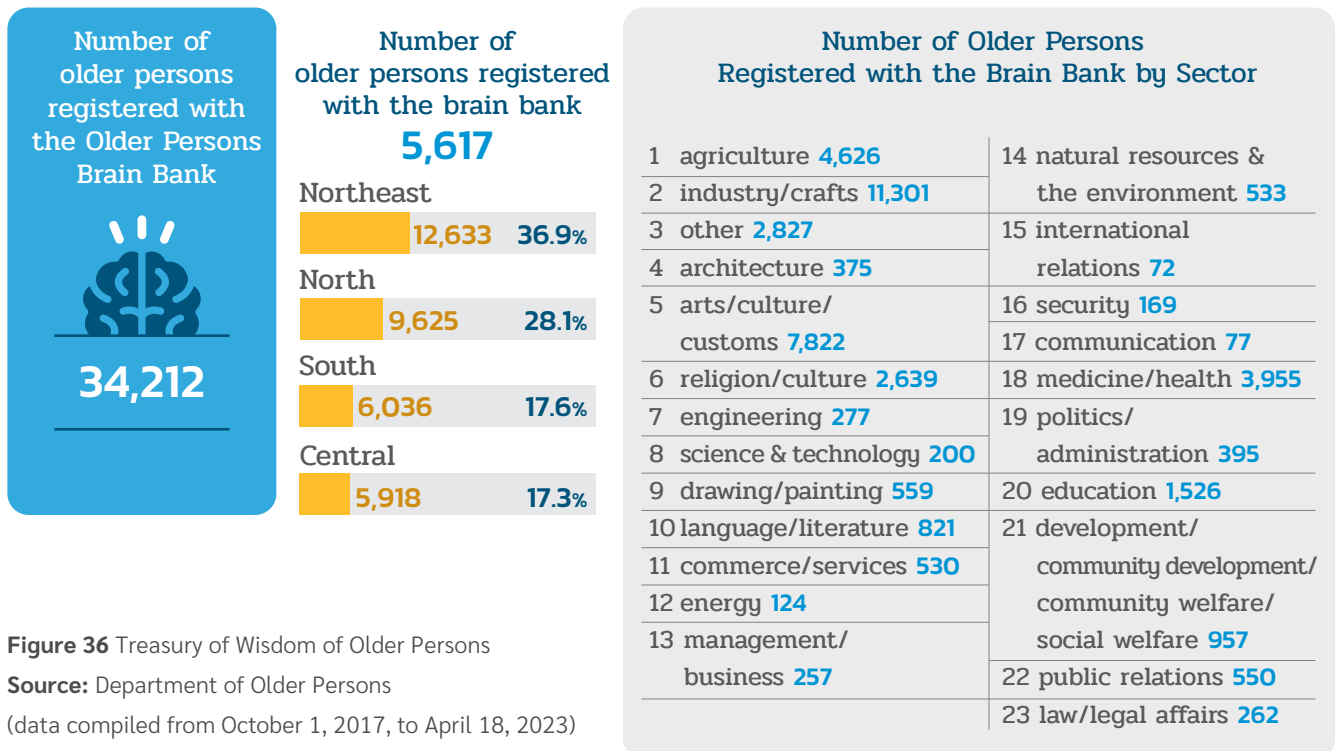 Number of
older persons
registered with
the Older Persons
Brain Bank
34,212
Number of
older persons registered
with the brain bank
5,617
Northeast
12,633 36.9%
North
9,625 28.1%
South
6,036 17.6%
Central
5,918 17.3%
Figure 36 Treasury of Wisdom of Older Persons
Source: Department of Older Persons
(data compiled from October 1, 2017, to April 18, 2023)
Number of Older Persons
Registered with the Brain Bank by Sector
1 agriculture 4,626
2 industry/crafts 11,301
3 other 2,827
4 architecture 375
5 arts/culture/
customs 7,822
6 religion/culture 2,639
7 engineering 277
8 science & technology 200
9 drawing/painting 559
10 language/literature 821
11 commerce/services 530
12 energy 124
13 management/
business 257
14 natural resources &
the environment 533
15 international
relations 72
16 security 169
17 communication 77
18 medicine/health 3,955
19 politics/
administration 395
20 education 1,526
21 development/
community development/
community welfare/
social welfare 957
22 public relations 550
23 law/legal affairs 262